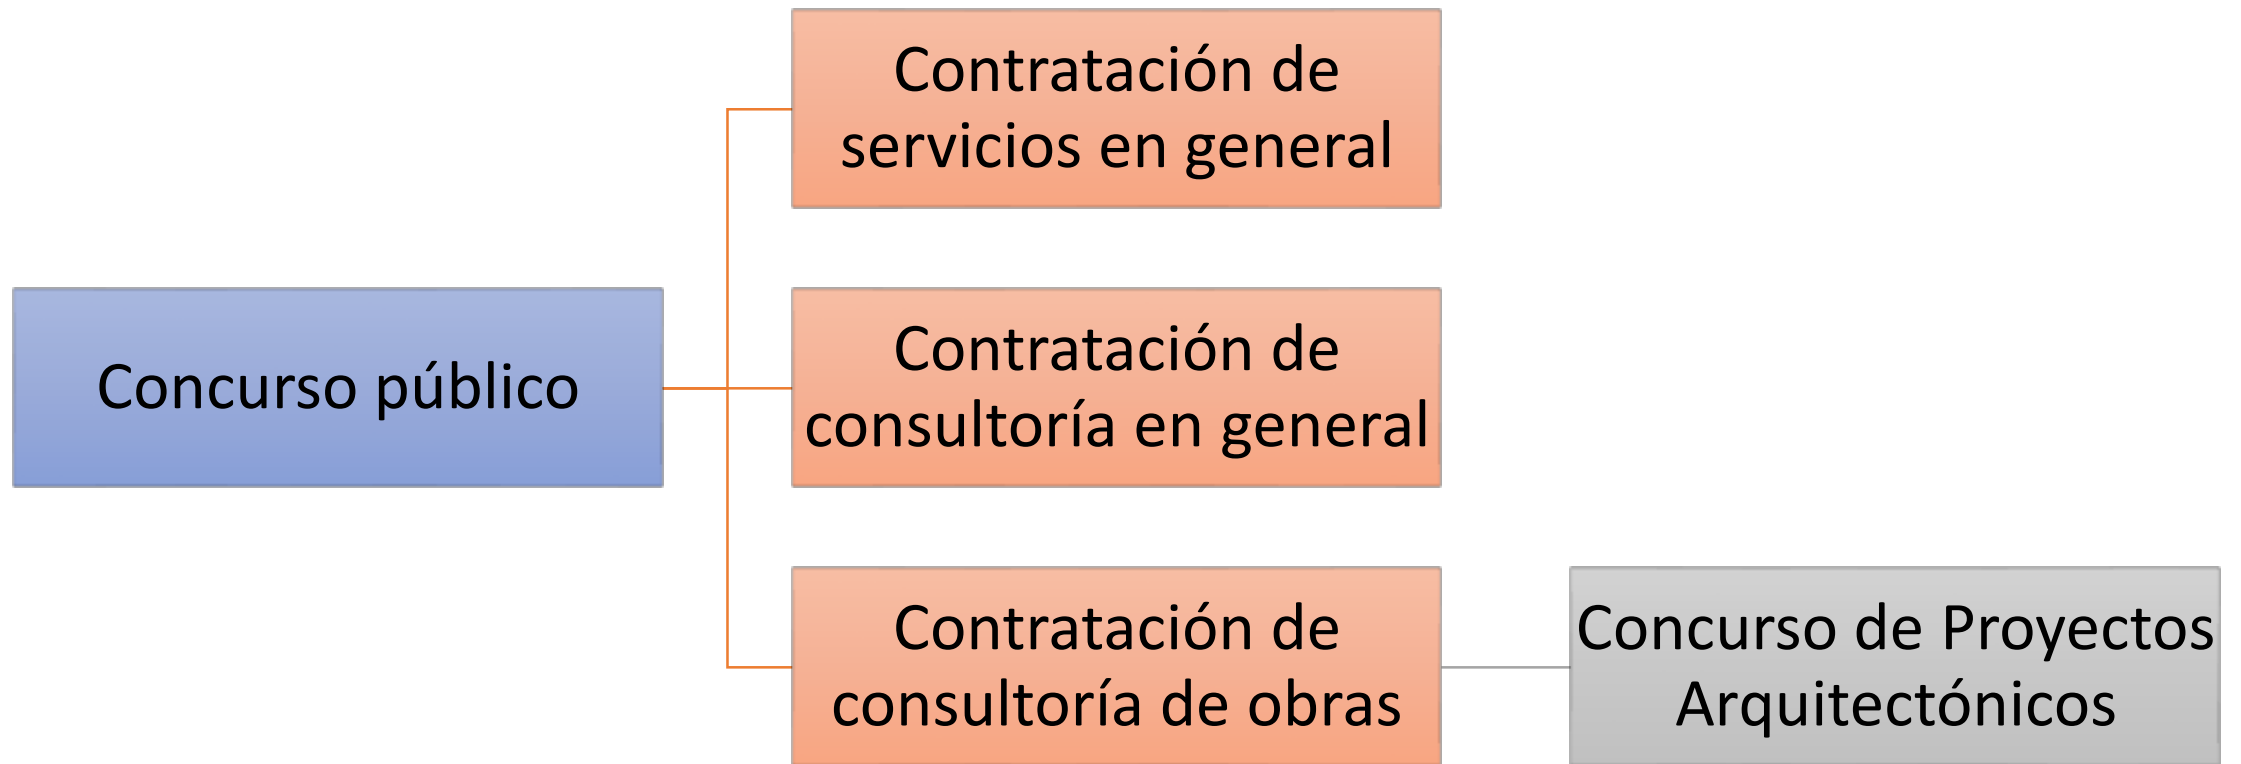 Contratación de
servicios en general
Concurso público
Contratación de
consultoría en general
Contratación de
consultoría de obras
Concurso de Proyectos
Arquitectónicos